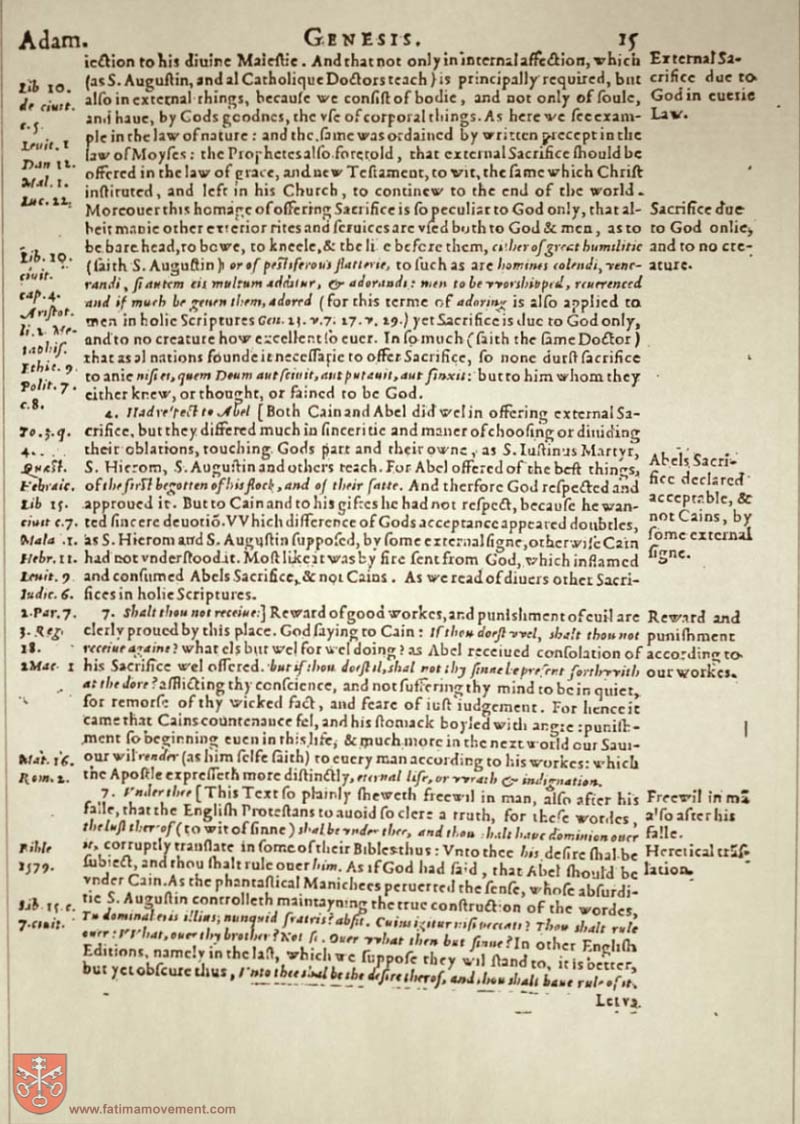 Adam. GENESIS. 15
iection to his diuine Maiestie. And that not only in internal affection, which
(as S. Augustin, and al Catholique Doctors teach) is principally required, but
also in external things, because we consist of bodie, and not only of soule,
and haue, by Gods goodnes, the vse of corporal things. As here we see exam-
ple in the law of nature: and the same was ordained by written precept in the
law of Moyses: the Prophetes also foretold, that external Sacrifice should be
offered in the law of grace, and new Testament, to wit, the same which Christ
instituted, and left in his Church, to continew to the end of the world.
Moreouer this homage of offering Sacrifice is so peculiar to God only, that al-
beit manie other exterior rites and seruices are vsed both to God & men, as to
be bare head, to bowe, to kneele, & the li e before them, either of great humilitie
(saith S. Augustin) or of pestiferous flatterie, to such as are homines colendi, vene-
randi, si autem eis multum additur, & adorandi: men to be vvorshipped, reuerenced
and if much be geuen them, adored (for this terme of adoring is also applied to
men in holie Scriptures Gen. 23. v. 7. 27. v. 29.) yet Sacrifice is due to God only,
and to no creature how excellent so euer. In so much (saith the same Doctor)
that as al nations founde it necessarie to offer Sacrifice, so none durst sacrifice
to anie nisi ei, quem Deum aut sciuit, aut putauit, aut finxit: but to him whom they
either knew, or thought, or fained to be God.
4. Had respect to Abel [Both Cain and Abel did wel in offering external Sa-
crifice, but they differed much in sinceritie and maner of choosing or diuiding
their oblations, touching Gods part and their owne, as S. Iustinus Martyr,
S. Hierom, S. Augustin and others teach. For Abel offered of the best things,
of the first begotten of his flock, and of their fatte. And therfore God respected and
approued it. But to Cain and to his giftes he had not respect, because he wan-
ted sincere deuotiõ. VVhich difference of Gods acceptance appeared doubtles,
as S. Hierom and S. Augustin supposed, by some external signe, otherwise Cain
had not vnderstood it. Most like it was by fire sent from God, which inflamed
and consumed Abels Sacrifice, & not Cains. As we read of diuers other Sacri-
fices in holie Scriptures.
7. Shalt thou not receiue:] Reward of good workes, and punishment of euil are
clerly proued by this place. God saying to Cain: If thou doest vvel, shalt thou not
receiue againe? what els but wel for wel doing? as Abel receiued consolation of
his Sacrifice wel offered. but if thou doest il, shal not thy sinne be present forthvvith
at the dore? afflicting thy conscience, and not suffering thy mind to be in quiet,
for remorse of thy wicked fact, and feare of iust iudgement. For hence it
came that Cains countenance fel, and his stomack boyled with angre: punish-
ment so beginning euen in this life, & much more in the next world our Saui-
our wil render (as him selfe saith) to euery man according to his workes: which
the Apostle expresseth more distinctly, eternal life, or vvrath & indignation.
7. Vnder thee [This Text so plainly sheweth freewil in man, also after his
falle, that the English Protestans to auoid so clere a truth, for these wordes,
the lust therof (to wit of sinne) shal be vnder thee, and thou shalt haue dominion ouer
it, corruptly translate in some of their Bibles thus: Vnto thee his desire shal be
subiect, and thou shalt rule ouer him. As if God had said, that Abel should be
vnder Cain. As the phantastical Manichees peruerted the sense, whose absurdi-
tie S. Augustin controlleth maintayning the true construction of the wordes,
Tu dominaberis illius; nunquid fratris? absit. Cuius igitur nisi peccati? Thou shalt rule
ouer: VVhat, ouer thy brother? Not so. Ouer vvhat then but sinne? In other English
Editions, namely in the last, which we suppose they wil stand to, it is better,
but yet obscure thus, Vnto thee shal be the desire therof, and thou shalt haue rule of it.
Letva.
Lib 10.
de ciuit.
c. 5.
Leuit. 1
Dan 12.
Mal. 1.
Luc. 22.
Lib. 10.
ciuit.
cap. 4.
Aristot.
li. 1. Me-
taphis.
Ethic. 9.
Polit. 7.
c. 8.
To. 3. q.
4.
Quæst.
Hebraic.
Lib 15.
ciuit c. 7.
Mala .1.
Hebr. 11.
Leuit. 9
Iudic. 6.
2. Par. 7.
3. Reg.
18.
2 Mac. 1
Mat. 16.
Rom. 2.
Bible
1579.
Lib. 15. c.
7. ciuit.
External Sa-
crifice due to
God in euerie
Law.
Sacrifice due
to God onlie,
and to no cre-
ature.
Abels Sacri-
fice declared
acceptable, &
not Cains, by
some external
signe.
Reward and
punishment
according to
our workes.
Freewil in mã
also after his
falle.
Heretical trãs-
lation.
www.fatimamovement.com